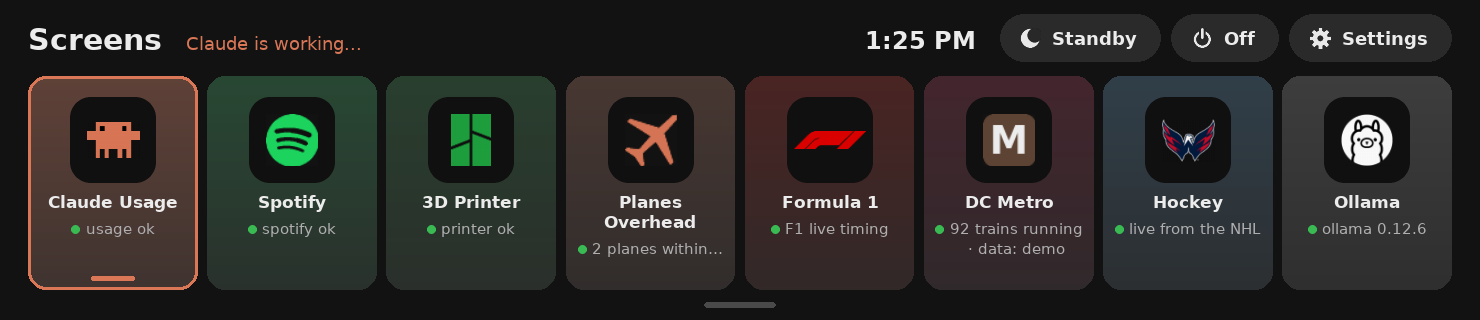 Screens
Claude is working...
1:25 PM
Standby
Off
Settings
Claude Usage
usage ok
Spotify
spotify ok
3D Printer
printer ok
Planes
Overhead
2 planes within...
Formula 1
F1 live timing
M
DC Metro
92 trains running
· data: demo
Hockey
live from the NHL
Ollama
ollama 0.12.6